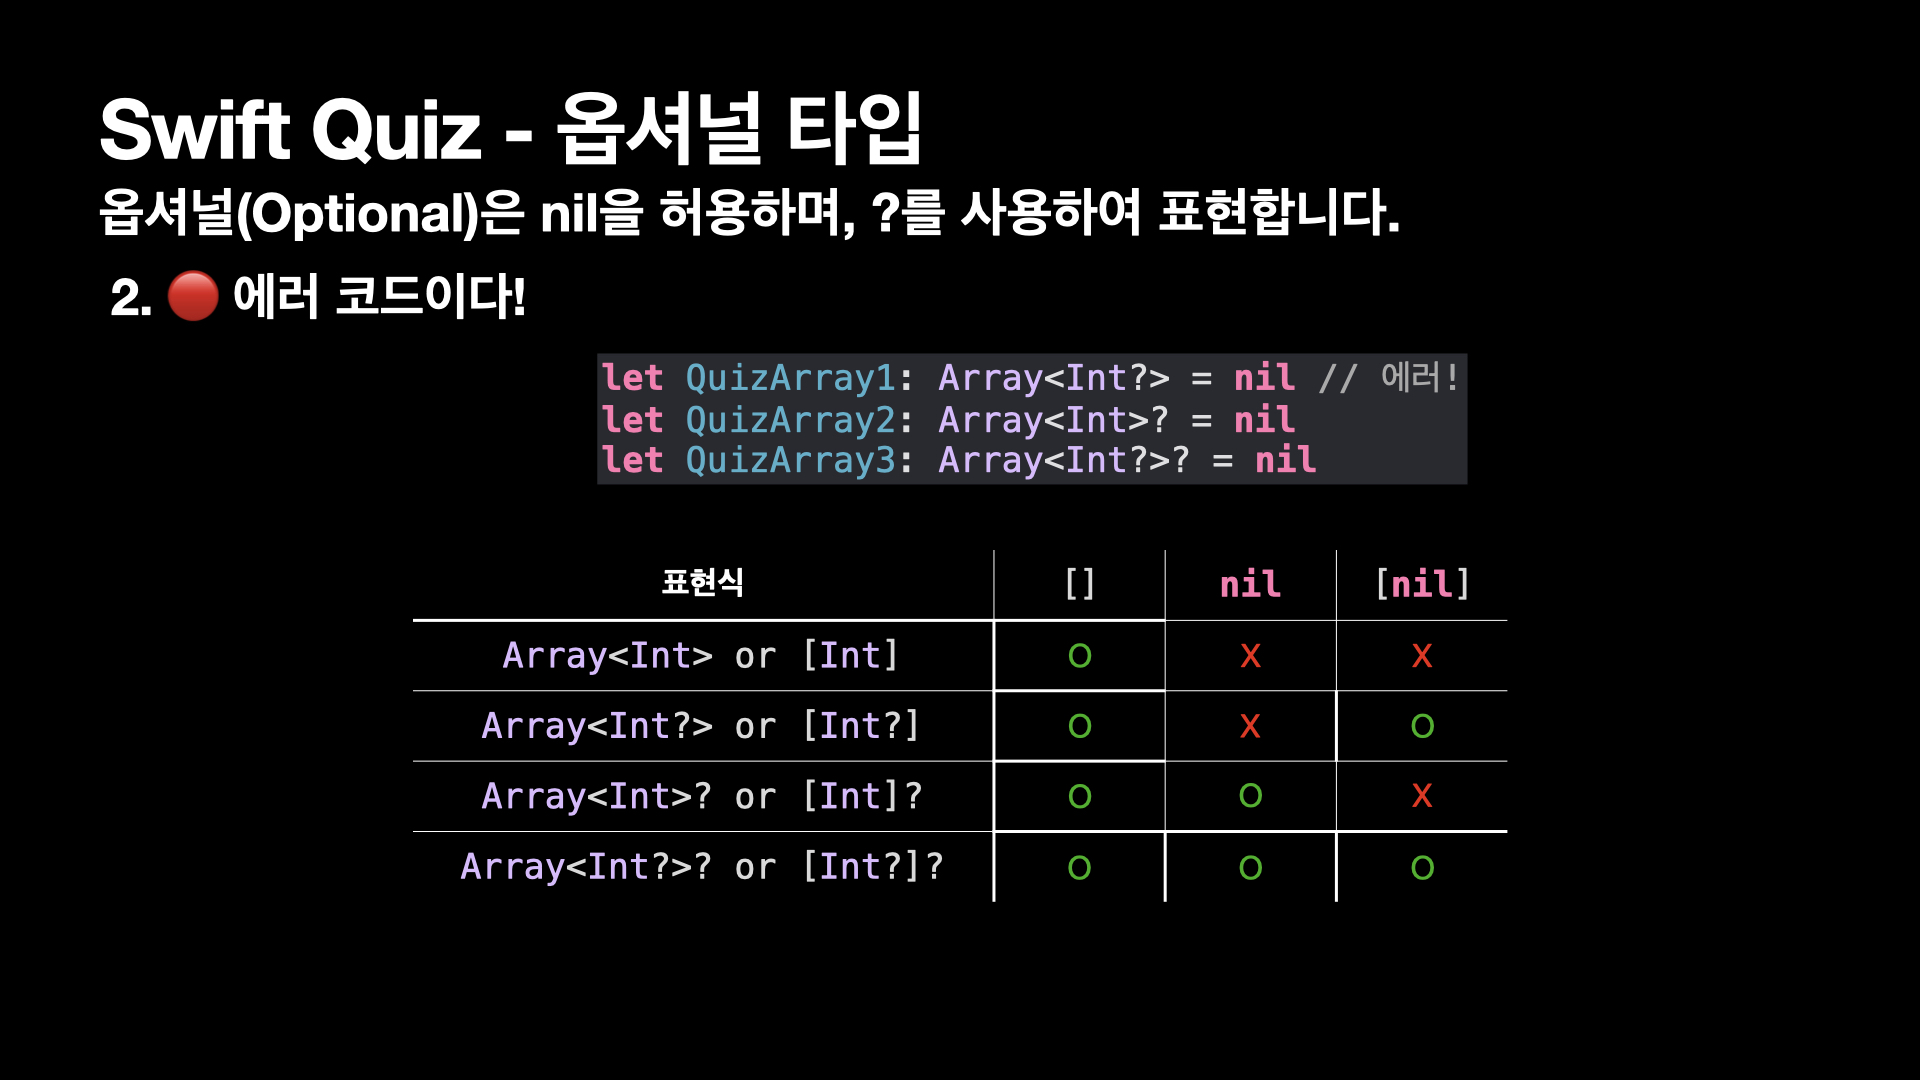 Swift Quiz - 옵셔널 타입
옵셔널(Optional)은 nil을 허용하며, ?를 사용하여 표현합니다.
2. 🔴 에러 코드이다!
let QuizArray1: Array<Int?> = nil // 에러!
let QuizArray2: Array<Int>? = nil
let QuizArray3: Array<Int?>? = nil
표현식 [] nil [nil]
Array<Int> or [Int] O X X
Array<Int?> or [Int?] O X O
Array<Int>? or [Int]? O O X
Array<Int?>? or [Int?]? O O O